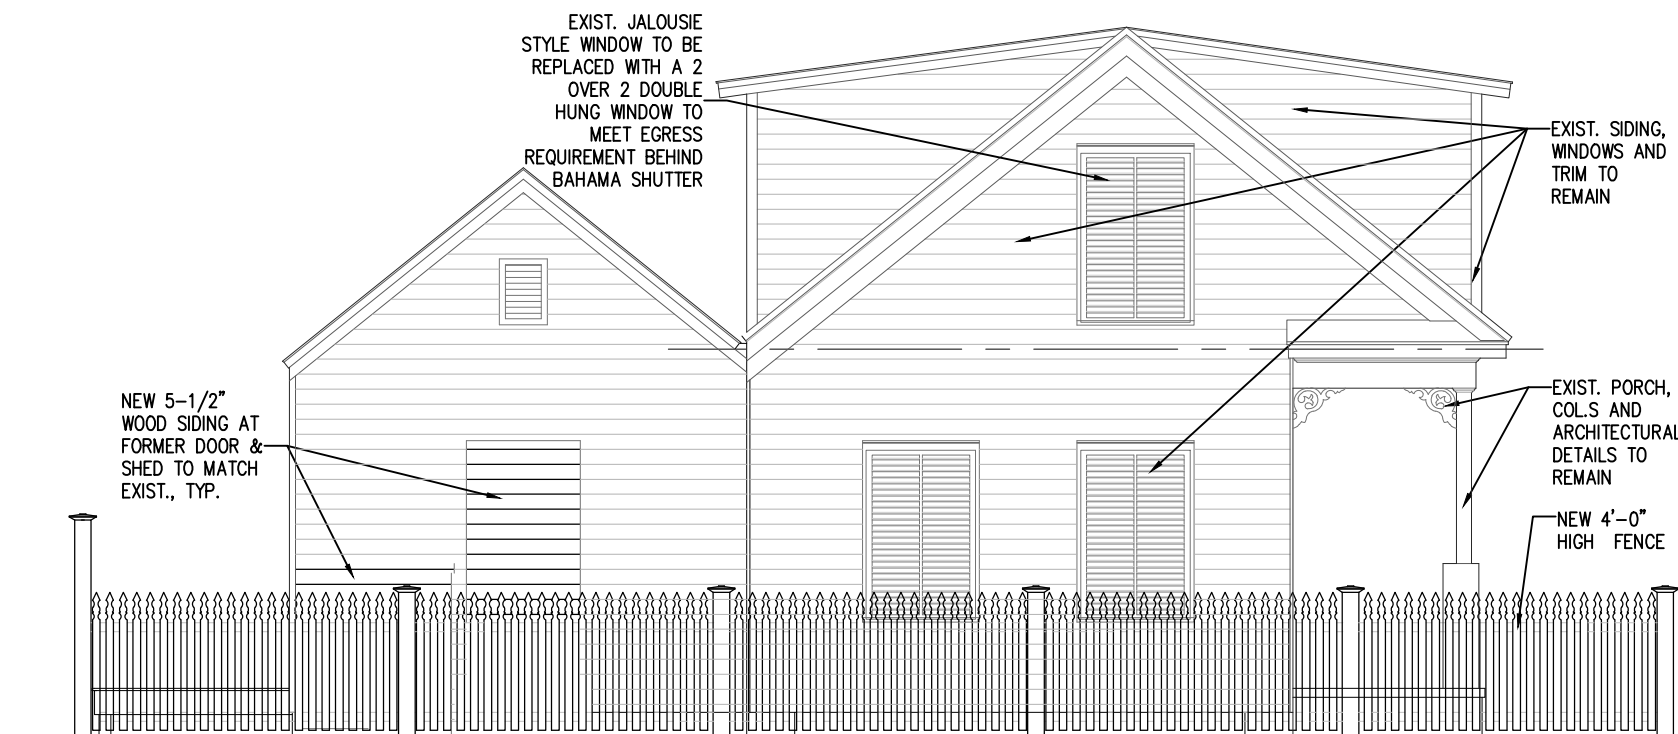 EXIST. JALOUSIE
STYLE WINDOW TO BE
REPLACED WITH A 2
OVER 2 DOUBLE
HUNG WINDOW TO
MEET EGRESS
REQUIREMENT BEHIND
BAHAMA SHUTTER
EXIST. SIDING,
WINDOWS AND
TRIM TO
REMAIN
NEW 5-1/2"
WOOD SIDING AT
FORMER DOOR &
SHED TO MATCH
EXIST., TYP.
EXIST. PORCH,
COL.S AND
ARCHITECTURAL
DETAILS TO
REMAIN
NEW 4'-0"
HIGH FENCE